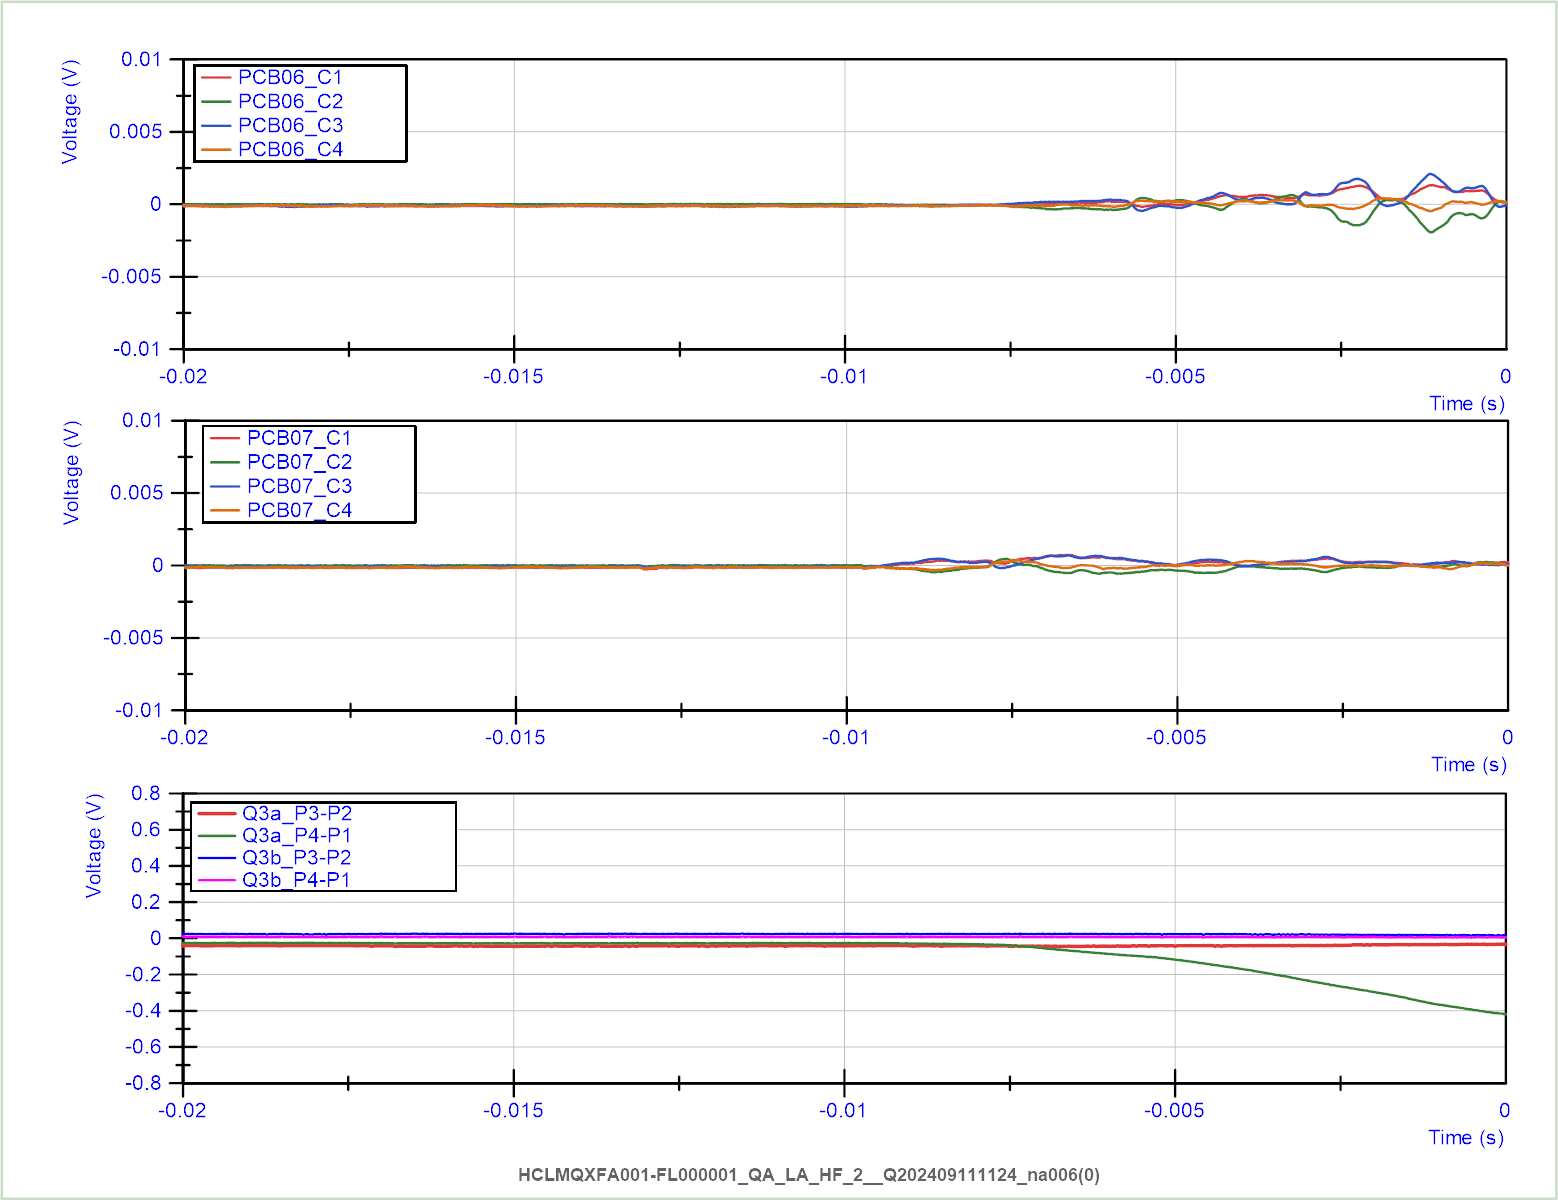 Voltage (V)
0.01
0.005
0
-0.005
-0.01
PCB06_C1
PCB06_C2
PCB06_C3
PCB06_C4
-0.02
-0.015
-0.01
-0.005
0
Time (s)
Voltage (V)
0.01
0.005
0
-0.005
-0.01
PCB07_C1
PCB07_C2
PCB07_C3
PCB07_C4
-0.02
-0.015
-0.01
-0.005
0
Time (s)
Voltage (V)
0.8
0.6
0.4
0.2
0
-0.2
-0.4
-0.6
-0.8
Q3a_P3-P2
Q3a_P4-P1
Q3b_P3-P2
Q3b_P4-P1
-0.02
-0.015
-0.01
-0.005
0
Time (s)
HCLMQXFA001-FL000001_QA_LA_HF_2__Q202409111124_na006(0)